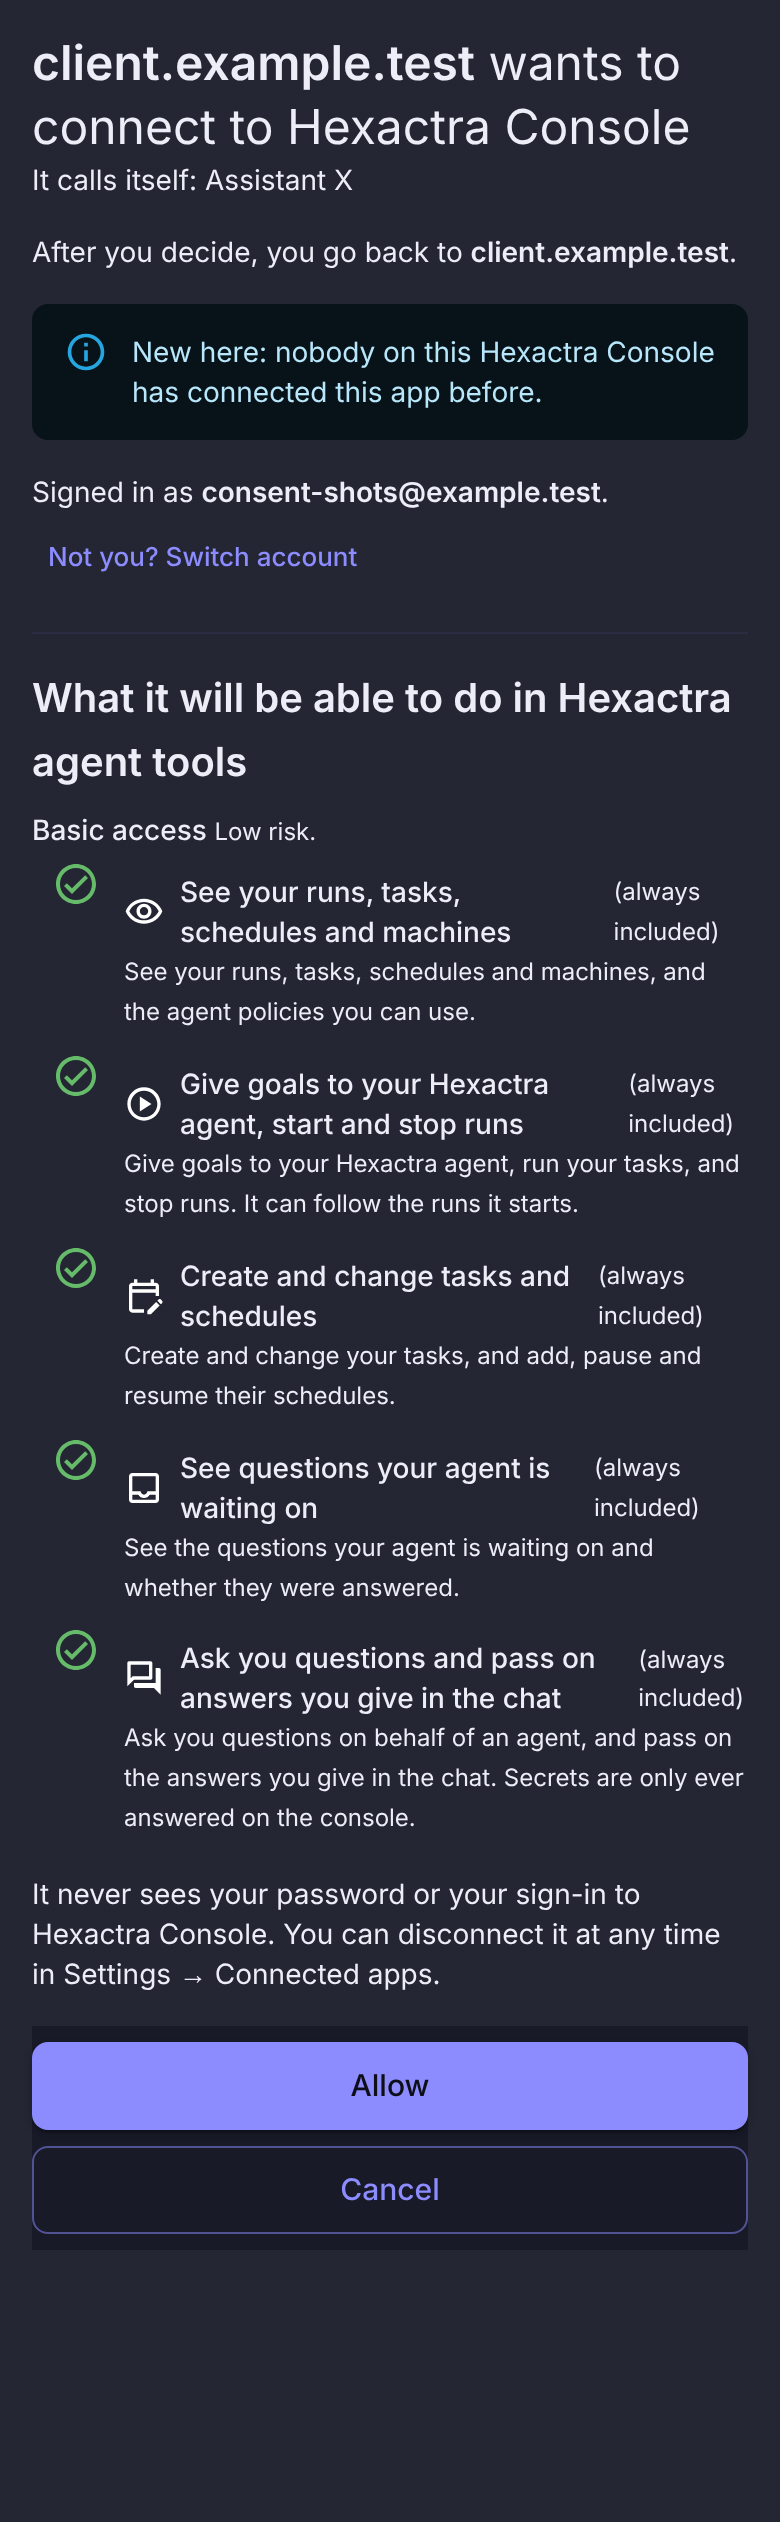 client.example.test wants to
connect to Hexactra Console
It calls itself: Assistant X
After you decide, you go back to client.example.test.
New here: nobody on this Hexactra Console
has connected this app before.
Signed in as consent-shots@example.test.
Not you? Switch account
What it will be able to do in Hexactra
agent tools
Basic access Low risk.
See your runs, tasks, (always
schedules and machines included)
See your runs, tasks, schedules and machines, and
the agent policies you can use.
Give goals to your Hexactra (always
agent, start and stop runs included)
Give goals to your Hexactra agent, run your tasks, and
stop runs. It can follow the runs it starts.
Create and change tasks and (always
schedules included)
Create and change your tasks, and add, pause and
resume their schedules.
See questions your agent is (always
waiting on included)
See the questions your agent is waiting on and
whether they were answered.
Ask you questions and pass on (always
answers you give in the chat included)
Ask you questions on behalf of an agent, and pass on
the answers you give in the chat. Secrets are only ever
answered on the console.
It never sees your password or your sign-in to
Hexactra Console. You can disconnect it at any time
in Settings → Connected apps.
Allow
Cancel